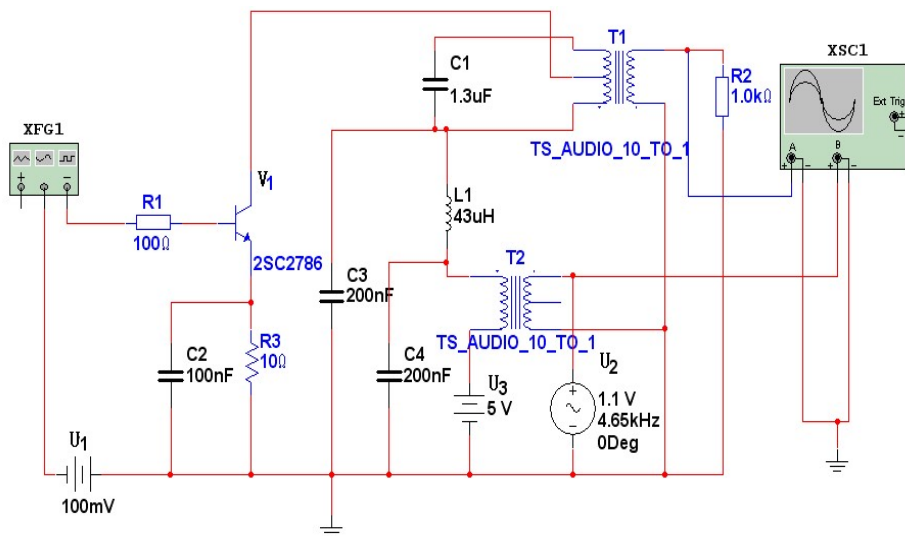 T1
XSC1
C1
1.3uF
R2
1.0kΩ
Ext Trig
+
−
A
B
+ − + −
XFG1
+ −
V1
TS_AUDIO_10_TO_1
R1
100Ω
L1
43uH
2SC2786
T2
C3
200nF
R3
10Ω
TS_AUDIO_10_TO_1
C2
100nF
C4
200nF
U3
5 V
U2
+
−
1.1 V
4.65kHz
0Deg
U1
100mV